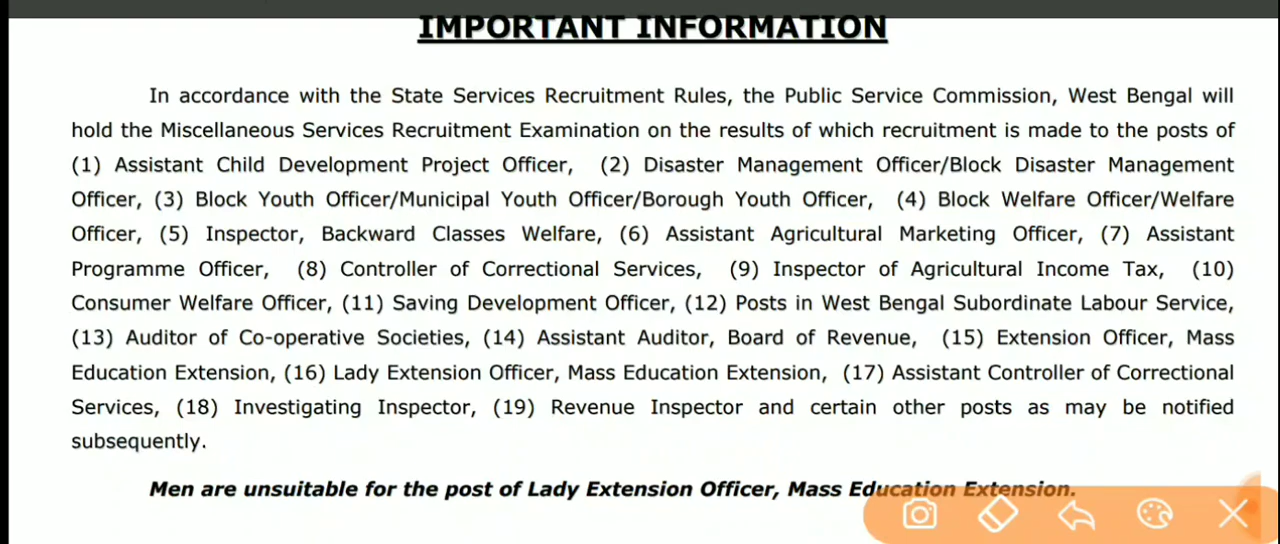 IMPORTANT INFORMATION
In accordance with the State Services Recruitment Rules, the Public Service Commission, West Bengal will
hold the Miscellaneous Services Recruitment Examination on the results of which recruitment is made to the posts of
(1) Assistant Child Development Project Officer, (2) Disaster Management Officer/Block Disaster Management
Officer, (3) Block Youth Officer/Municipal Youth Officer/Borough Youth Officer, (4) Block Welfare Officer/Welfare
Officer, (5) Inspector, Backward Classes Welfare, (6) Assistant Agricultural Marketing Officer, (7) Assistant
Programme Officer, (8) Controller of Correctional Services, (9) Inspector of Agricultural Income Tax, (10)
Consumer Welfare Officer, (11) Saving Development Officer, (12) Posts in West Bengal Subordinate Labour Service,
(13) Auditor of Co-operative Societies, (14) Assistant Auditor, Board of Revenue, (15) Extension Officer, Mass
Education Extension, (16) Lady Extension Officer, Mass Education Extension, (17) Assistant Controller of Correctional
Services, (18) Investigating Inspector, (19) Revenue Inspector and certain other posts as may be notified
subsequently.
Men are unsuitable for the post of Lady Extension Officer, Mass Education Extension.